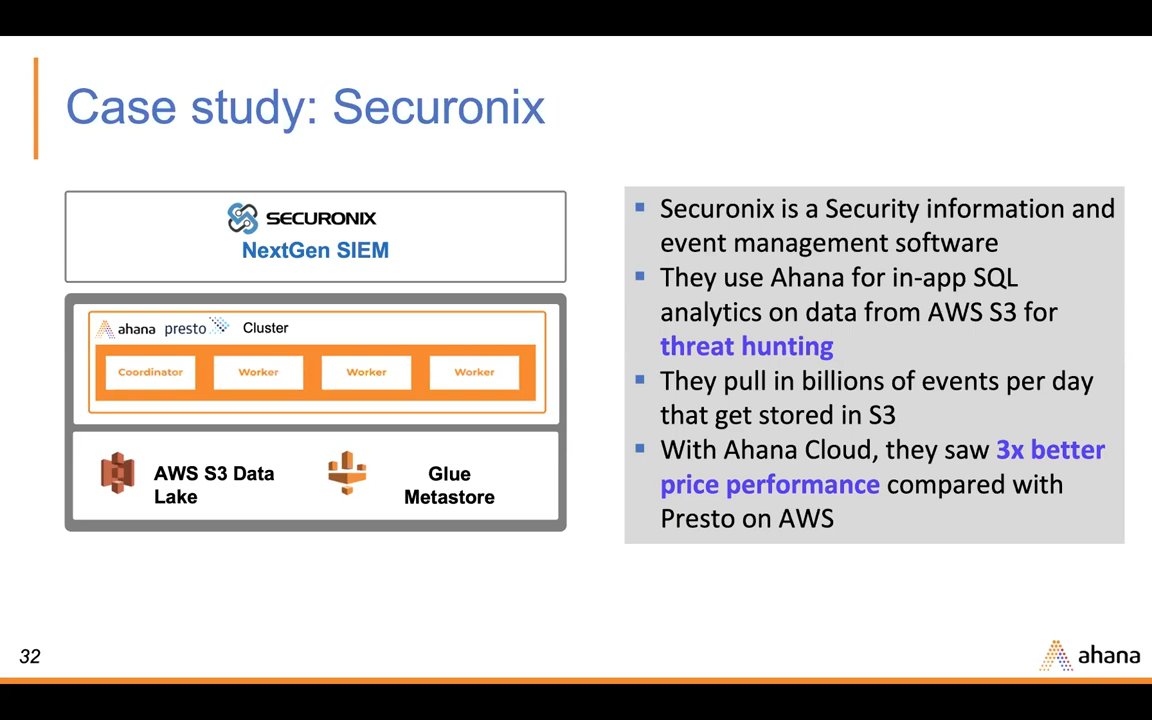 Case study: Securonix
SECURONIX
NextGen SIEM
ahana presto Cluster
Coordinator
Worker
Worker
Worker
AWS S3 Data
Lake
Glue
Metastore
Securonix is a Security information and
event management software
They use Ahana for in-app SQL
analytics on data from AWS S3 for
threat hunting
They pull in billions of events per day
that get stored in S3
With Ahana Cloud, they saw 3x better
price performance compared with
Presto on AWS
32
ahana